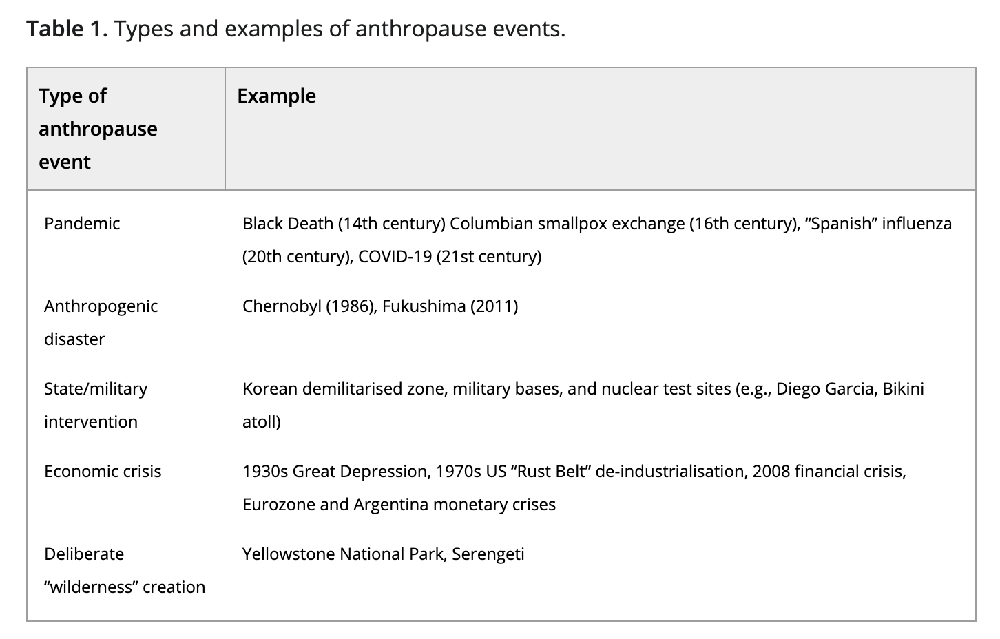 Table 1. Types and examples of anthropause events.
Type of
anthropause
event
Example
Pandemic
Black Death (14th century) Columbian smallpox exchange (16th century), “Spanish” influenza
(20th century), COVID-19 (21st century)
Anthropogenic
disaster
Chernobyl (1986), Fukushima (2011)
State/military
intervention
Korean demilitarised zone, military bases, and nuclear test sites (e.g., Diego Garcia, Bikini
atoll)
Economic crisis
1930s Great Depression, 1970s US “Rust Belt” de-industrialisation, 2008 financial crisis,
Eurozone and Argentina monetary crises
Deliberate
“wilderness” creation
Yellowstone National Park, Serengeti